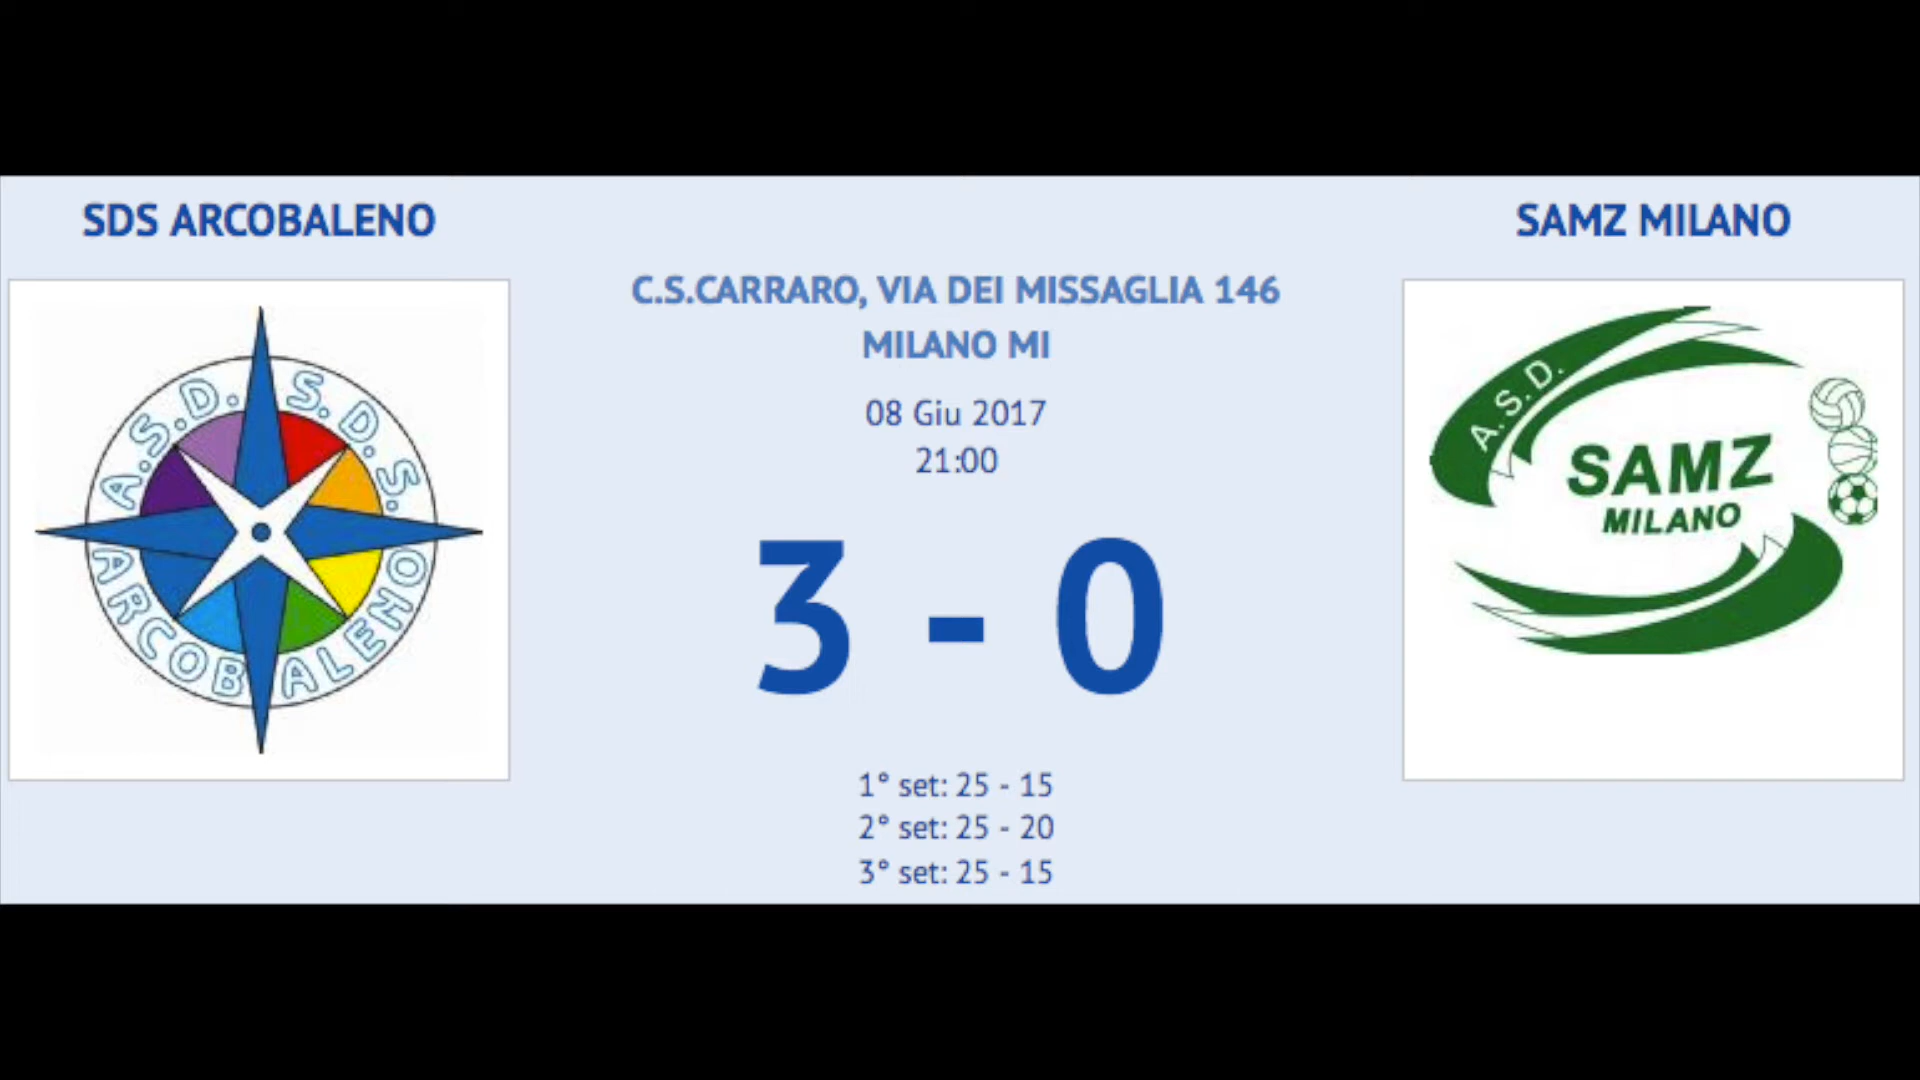 SDS ARCOBALENO
A.S.D. S.D.S.
ARCOBALENO
C.S.CARRARO, VIA DEI MISSAGLIA 146
MILANO MI
08 Giu 2017
21:00
3 - 0
1° set: 25 - 15
2° set: 25 - 20
3° set: 25 - 15
SAMZ MILANO
A.S.D.
SAMZ
MILANO